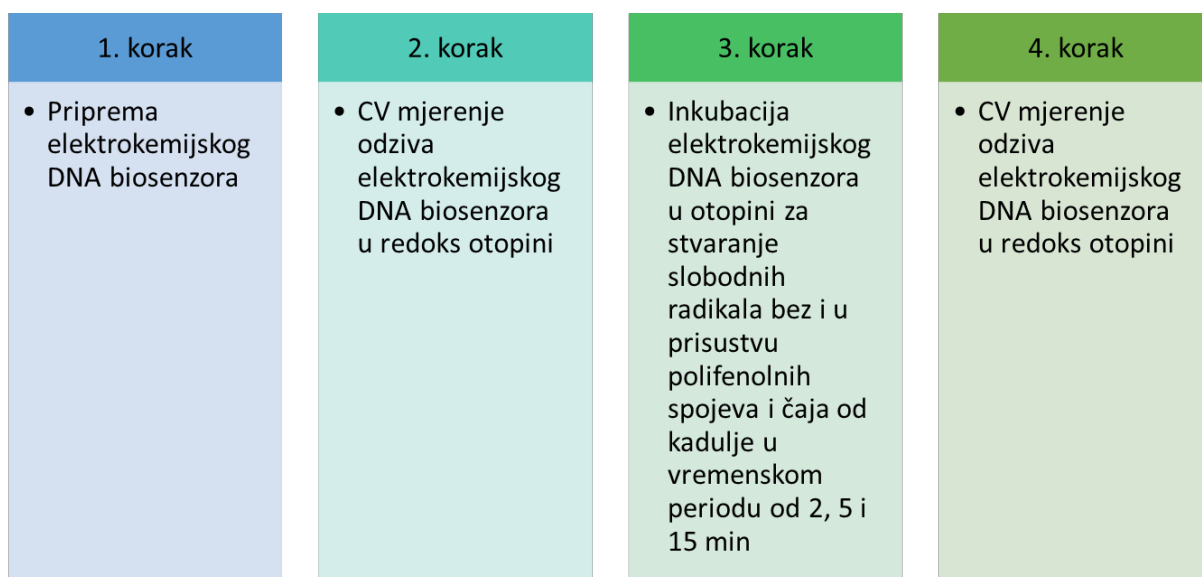 1. korak
• Priprema
elektrokemijskog
DNA biosenzora
2. korak
• CV mjerenje
odziva
elektrokemijskog
DNA biosenzora
u redoks otopini
3. korak
• Inkubacija
elektrokemijskog
DNA biosenzora
u otopini za
stvaranje
slobodnih
radikala bez i u
prisustvu
polifenolnih
spojeva i čaja od
kadulje u
vremenskom
periodu od 2, 5 i
15 min
4. korak
• CV mjerenje
odziva
elektrokemijskog
DNA biosenzora
u redoks otopini